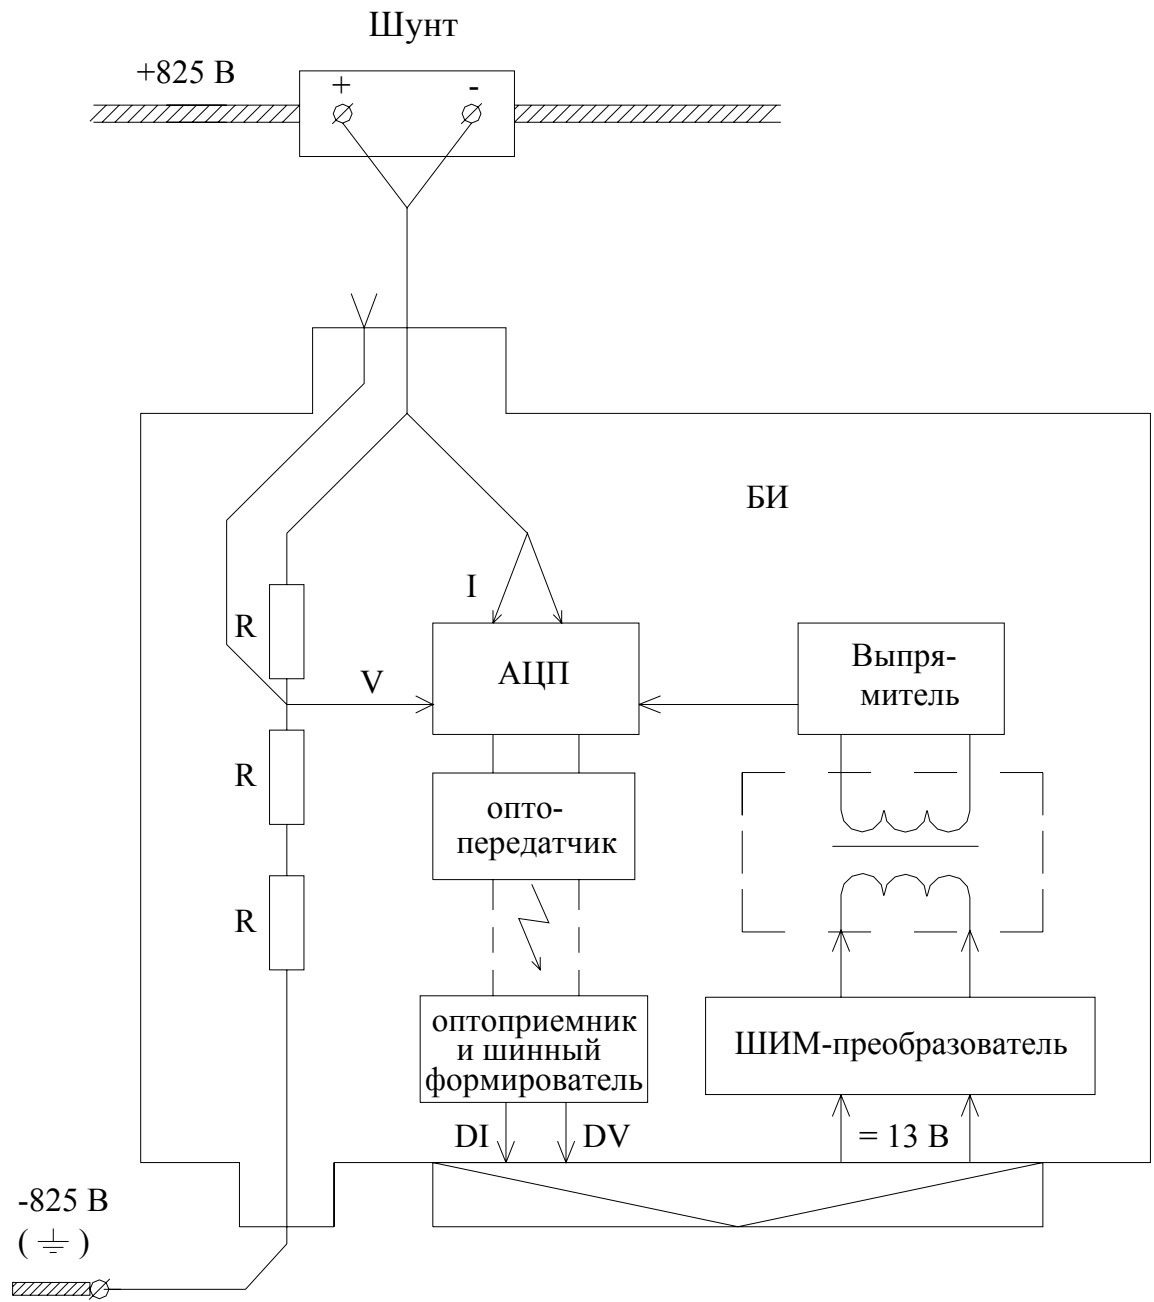 Шунт
+825 В
+ -
БИ
I
R
АЦП
Выпря-
митель
V
R
опто-
передатчик
R
оптоприемник
и шинный
формирователь
ШИМ-преобразователь
DI
DV
= 13 В
-825 В
( )